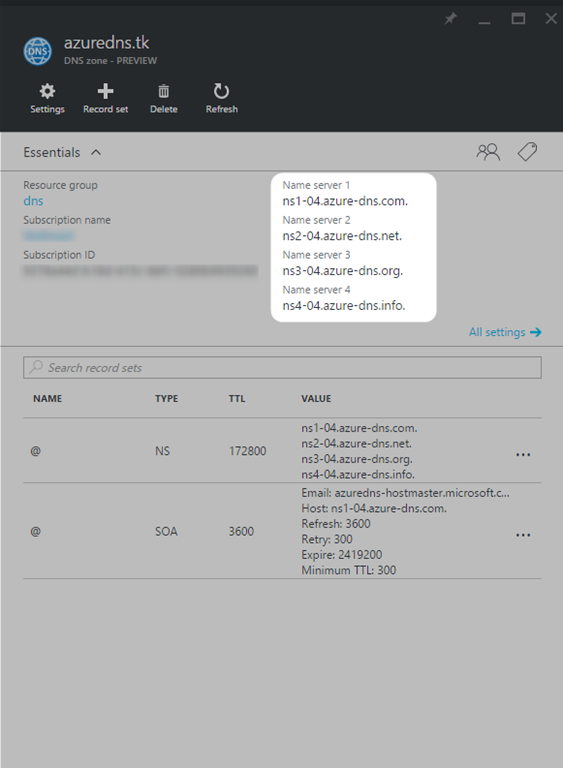 azuredns.tk
DNS
DNS zone - PREVIEW
Settings
Record set
Delete
Refresh
Essentials
Resource group
dns
Subscription name
Subscription ID
Name server 1
ns1-04.azure-dns.com.
Name server 2
ns2-04.azure-dns.net.
Name server 3
ns3-04.azure-dns.org.
Name server 4
ns4-04.azure-dns.info.
All settings →
Search record sets
NAME TYPE TTL VALUE
@ NS 172800
ns1-04.azure-dns.com.
ns2-04.azure-dns.net.
ns3-04.azure-dns.org.
ns4-04.azure-dns.info.
...
@ SOA 3600
Email: azuredns-hostmaster.microsoft.c...
Host: ns1-04.azure-dns.com.
Refresh: 3600
Retry: 300
Expire: 2419200
Minimum TTL: 300
...